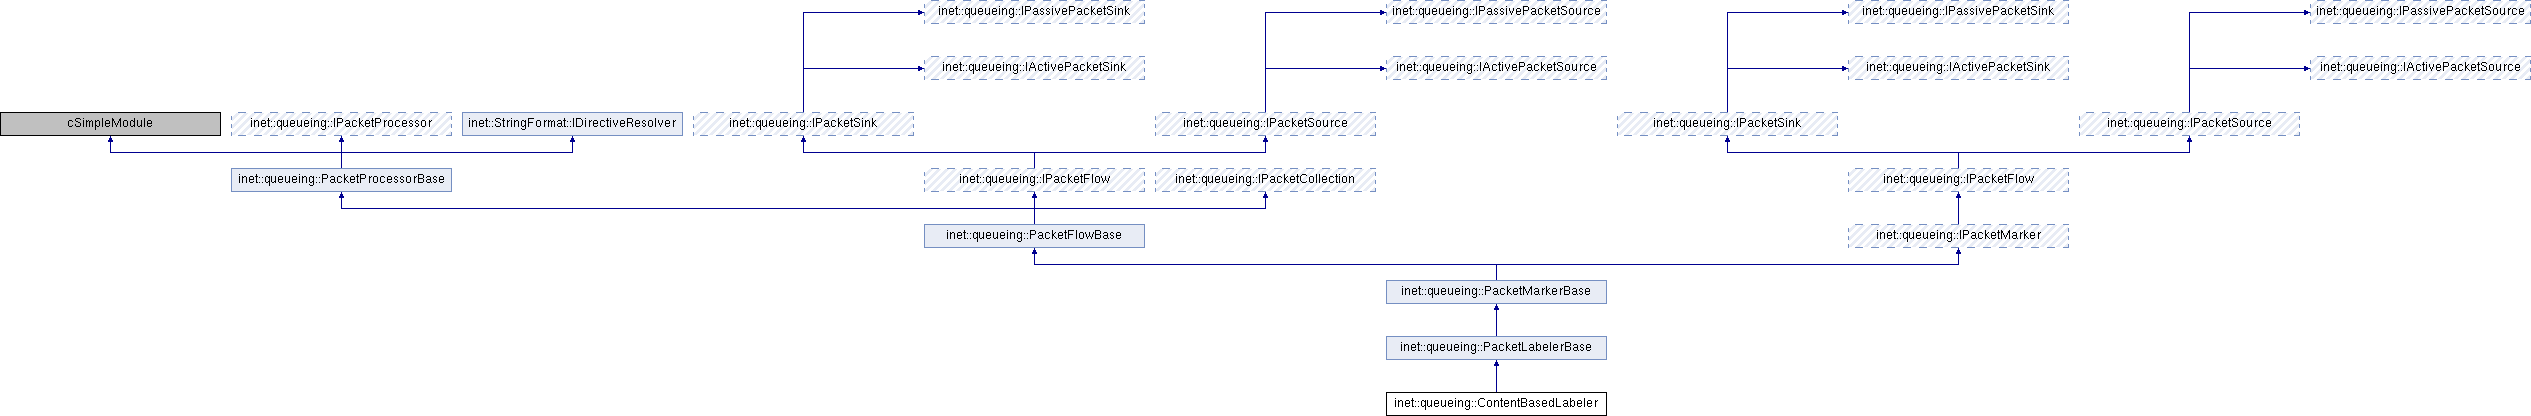 inet::queueing::IPassivePacketSink inet::queueing::IPassivePacketSource inet::queueing::IPassivePacketSink inet::queueing::IPassivePacketSource
inet::queueing::IActivePacketSink inet::queueing::IActivePacketSource inet::queueing::IActivePacketSink inet::queueing::IActivePacketSource
cSimpleModule inet::queueing::IPacketProcessor inet::StringFormat::IDirectiveResolver inet::queueing::IPacketSink inet::queueing::IPacketSource inet::queueing::IPacketSink inet::queueing::IPacketSource
inet::queueing::PacketProcessorBase inet::queueing::IPacketFlow inet::queueing::IPacketCollection inet::queueing::IPacketFlow
inet::queueing::PacketFlowBase inet::queueing::IPacketMarker
inet::queueing::PacketMarkerBase
inet::queueing::PacketLabelerBase
inet::queueing::ContentBasedLabeler